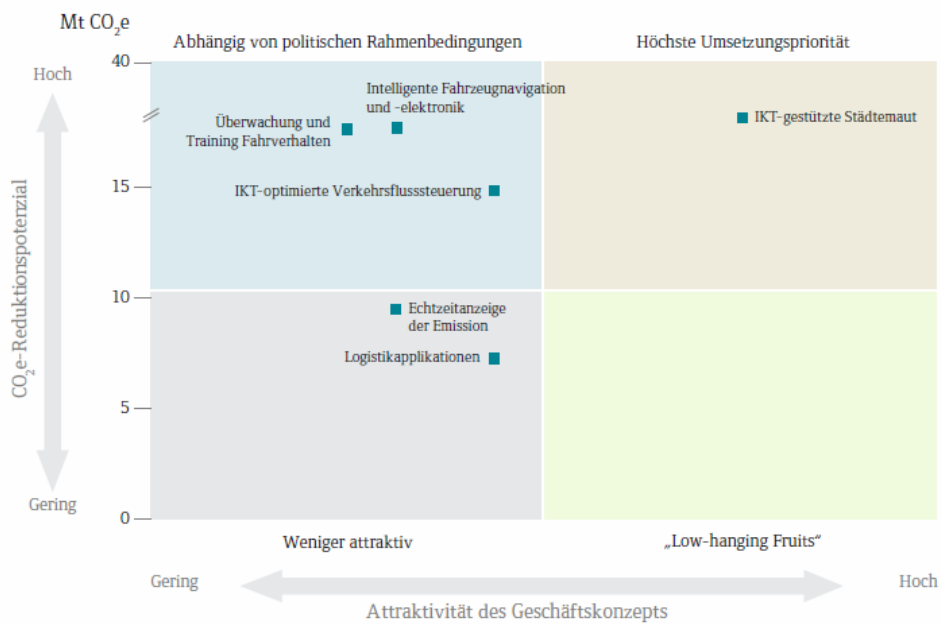 Mt CO₂e
Abhängig von politischen Rahmenbedingungen
Höchste Umsetzungspriorität
40
Hoch
Intelligente Fahrzeugnavigation
und -elektronik
Überwachung und
Training Fahrverhalten
IKT-gestützte Städtemaut
15
IKT-optimierte Verkehrsflusssteuerung
CO₂e-Reduktionspotenzial
10
Echtzeitanzeige
der Emission
Logistikapplikationen
5
Gering
0
Weniger attraktiv
„Low-hanging Fruits“
Gering
Hoch
Attraktivität des Geschäftskonzepts